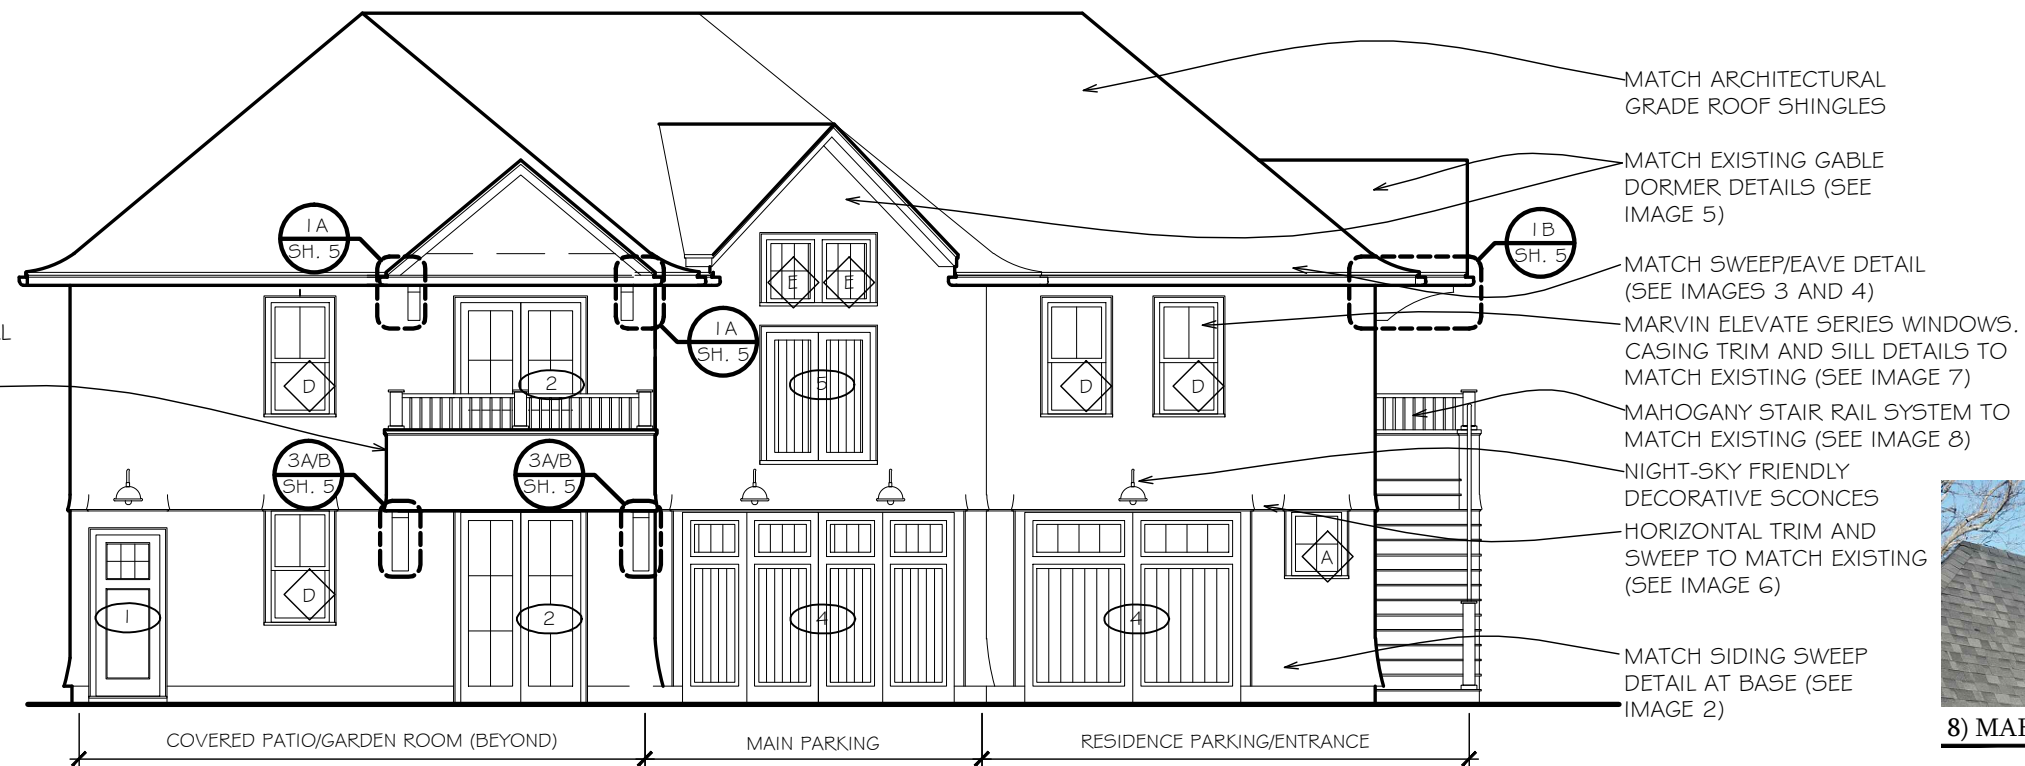 MATCH ARCHITECTURAL
GRADE ROOF SHINGLES
MATCH EXISTING GABLE
DORMER DETAILS (SEE
IMAGE 5)
1A
SH. 5
1B
SH. 5
MATCH SWEEP/EAVE DETAIL
(SEE IMAGES 3 AND 4)
E
E
MARVIN ELEVATE SERIES WINDOWS.
CASING TRIM AND SILL DETAILS TO
MATCH EXISTING (SEE IMAGE 7)
1A
SH. 5
D
2
5
D
D
MAHOGANY STAIR RAIL SYSTEM TO
MATCH EXISTING (SEE IMAGE 8)
3A/B
SH. 5
3A/B
SH. 5
NIGHT-SKY FRIENDLY
DECORATIVE SCONCES
HORIZONTAL TRIM AND
SWEEP TO MATCH EXISTING
(SEE IMAGE 6)
A
D
1
2
4
4
MATCH SIDING SWEEP
DETAIL AT BASE (SEE
IMAGE 2)
COVERED PATIO/GARDEN ROOM (BEYOND)
MAIN PARKING
RESIDENCE PARKING/ENTRANCE
8)